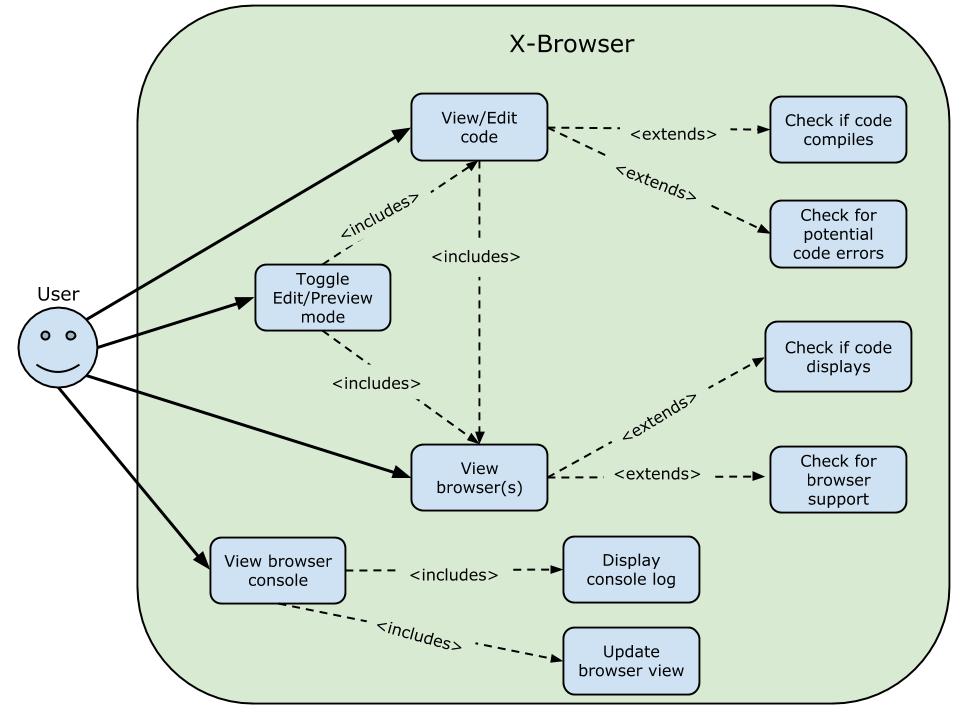 X-Browser
View/Edit
code
<extends>
Check if code
compiles
<extends>
Check for
potential
code errors
<includes>
<includes>
Toggle
Edit/Preview
mode
User
<includes>
Check if code
displays
<extends>
View
browser(s)
<extends>
Check for
browser
support
View browser
console
<includes>
Display
console log
<includes>
Update
browser view